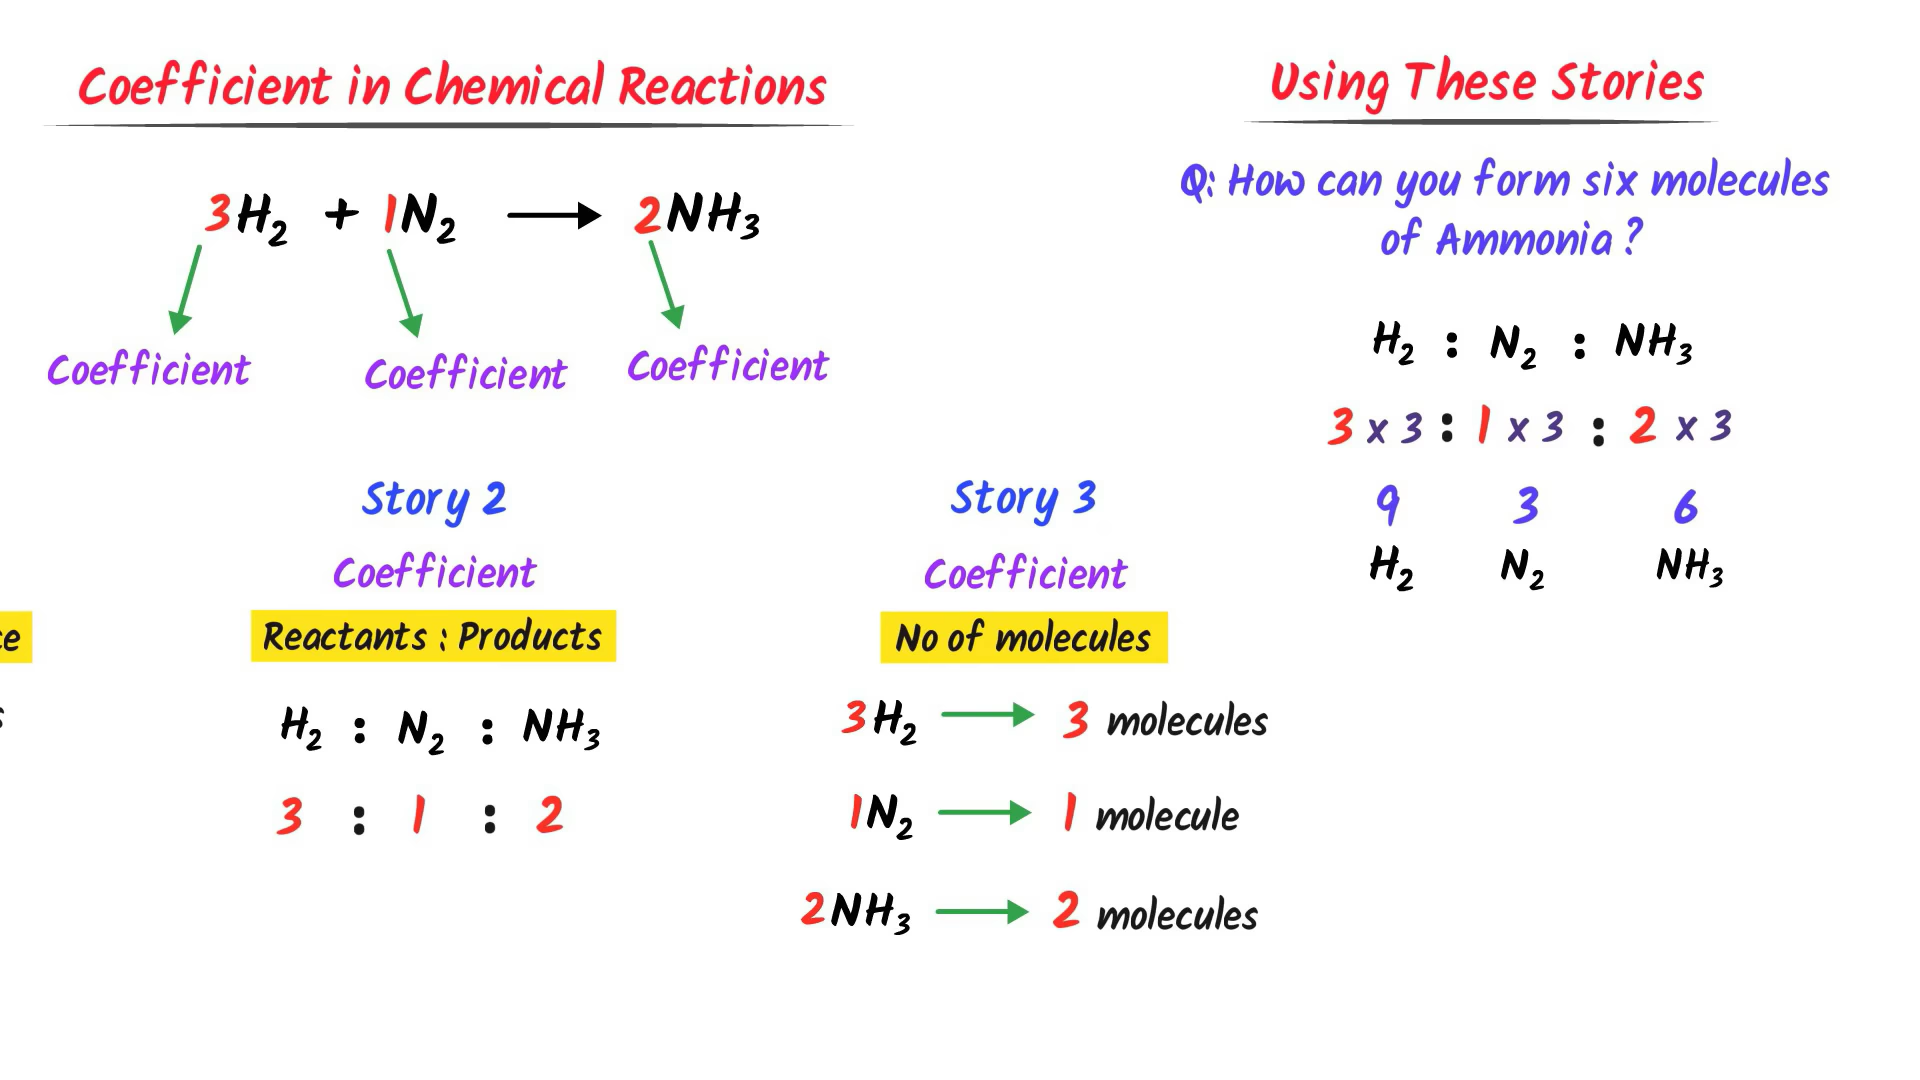 Coefficient in Chemical Reactions
3H₂ + 1N₂ → 2NH₃
Coefficient Coefficient Coefficient
Story 2
Coefficient
Reactants : Products
H₂ : N₂ : NH₃
3 : 1 : 2
Story 3
Coefficient
No of molecules
3H₂ → 3 molecules
1N₂ → 1 molecule
2NH₃ → 2 molecules
Using These Stories
Q: How can you form six molecules
of Ammonia ?
H₂ : N₂ : NH₃
3 x 3 : 1 x 3 : 2 x 3
9 3 6
H₂ N₂ NH₃